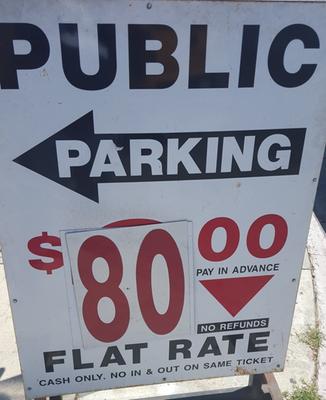 PUBLIC
PARKING
$80.00
PAY IN ADVANCE
NO REFUNDS
FLAT RATE
CASH ONLY. NO IN & OUT ON SAME TICKET